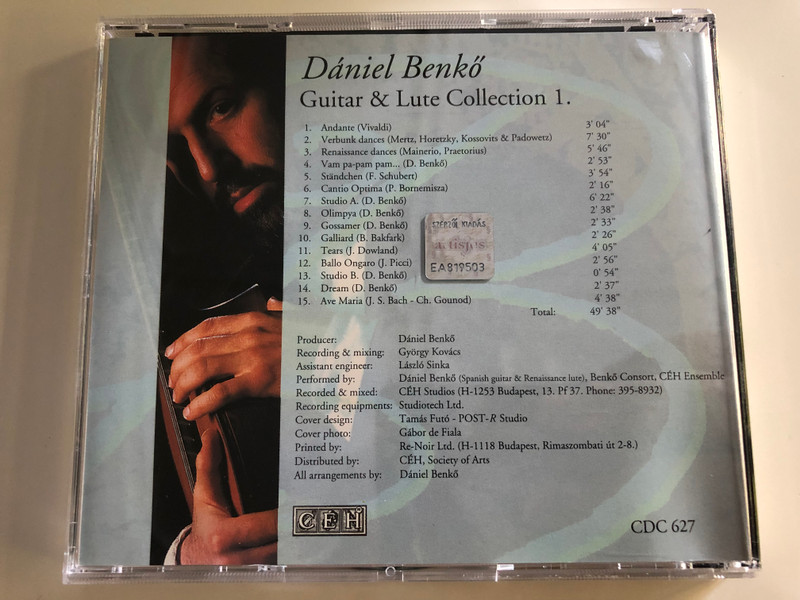 Dániel Benkő
Guitar & Lute Collection 1.
1. Andante (Vivaldi) 3' 04"
2. Verbunk dances (Mertz, Horetzky, Kossovits & Padowetz) 7' 30"
3. Renaissance dances (Mainerio, Praetorius) 5' 46"
4. Vam pa-pam pam... (D. Benkő) 2' 53"
5. Ständchen (F. Schubert) 3' 54"
6. Cantio Optima (P. Bornemisza) 2' 16"
7. Studio A. (D. Benkő) 6' 22"
8. Olimpya (D. Benkő) 2' 38"
9. Gossamer (D. Benkő) 2' 33"
10. Galliard (B. Bakfark) 2' 26"
11. Tears (J. Dowland) 4' 05"
12. Ballo Ongaro (J. Picci) 2' 56"
13. Studio B. (D. Benkő) 0' 54"
14. Dream (D. Benkő) 2' 37"
15. Ave Maria (J. S. Bach - Ch. Gounod) 4' 38"
Total: 49' 38"
SZERZŐI KIADÁS
artisjus
EA819503
Producer: Dániel Benkő
Recording & mixing: György Kovács
Assistant engineer: László Sinka
Performed by: Dániel Benkő (Spanish guitar & Renaissance lute), Benkő Consort, CÉH Ensemble
Recorded & mixed: CÉH Studios (H-1253 Budapest, 13. Pf 37. Phone: 395-8932)
Recording equipments: Studiotech Ltd.
Cover design: Tamás Futó - POST-R Studio
Cover photo: Gábor de Fiala
Printed by: Re-Noir Ltd. (H-1118 Budapest, Rimaszombati út 2-8.)
Distributed by: CÉH, Society of Arts
All arrangements by: Dániel Benkő
CÉH
CDC 627